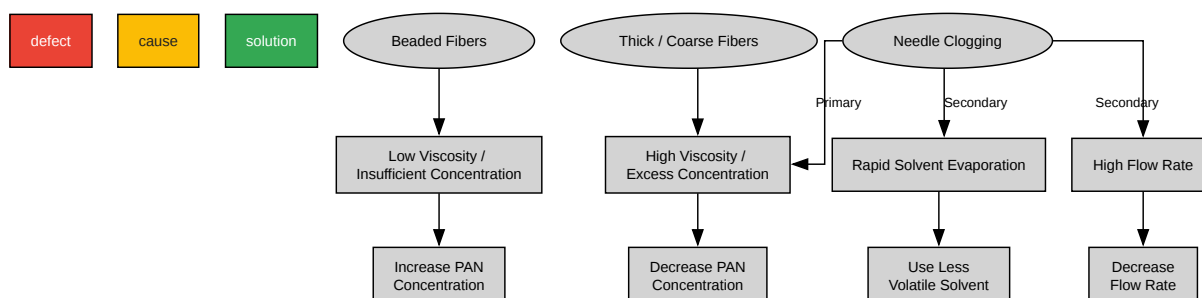 defect
cause
solution
Beaded Fibers
Thick / Coarse Fibers
Needle Clogging
Primary
Secondary
Secondary
Low Viscosity /
Insufficient Concentration
High Viscosity /
Excess Concentration
Rapid Solvent Evaporation
High Flow Rate
Increase PAN
Concentration
Decrease PAN
Concentration
Use Less
Volatile Solvent
Decrease
Flow Rate